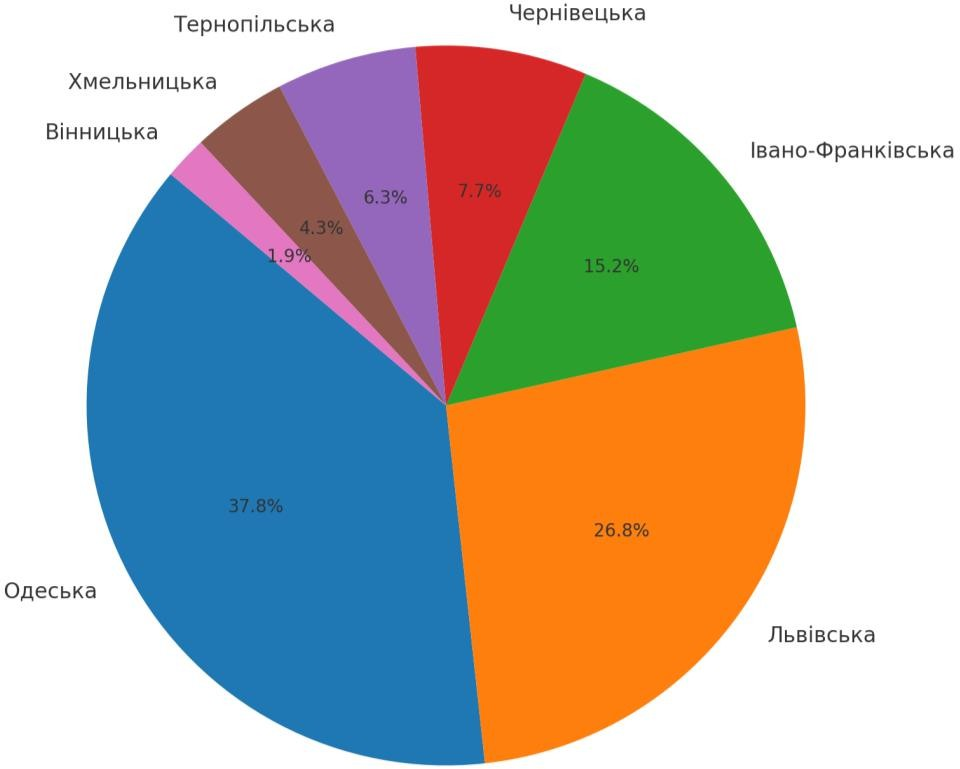 Чернівецька
Тернопільська
Хмельницька
Вінницька
Івано-Франківська
7.7%
6.3%
4.3%
1.9%
15.2%
37.8%
26.8%
Одеська
Львівська